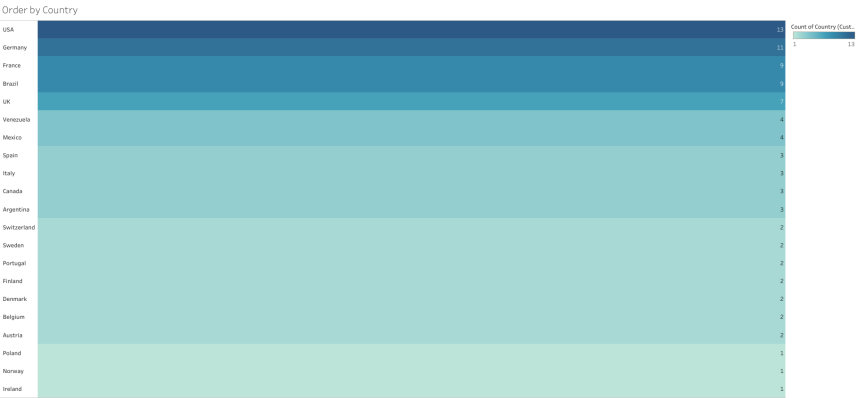 Order by Country
USA 13
Germany 11
France 9
Brazil 9
UK 7
Venezuela 4
Mexico 4
Spain 3
Italy 3
Canada 3
Argentina 3
Switzerland 2
Sweden 2
Portugal 2
Finland 2
Denmark 2
Belgium 2
Austria 2
Poland 1
Norway 1
Ireland 1
Count of Country (Cust..
1 13